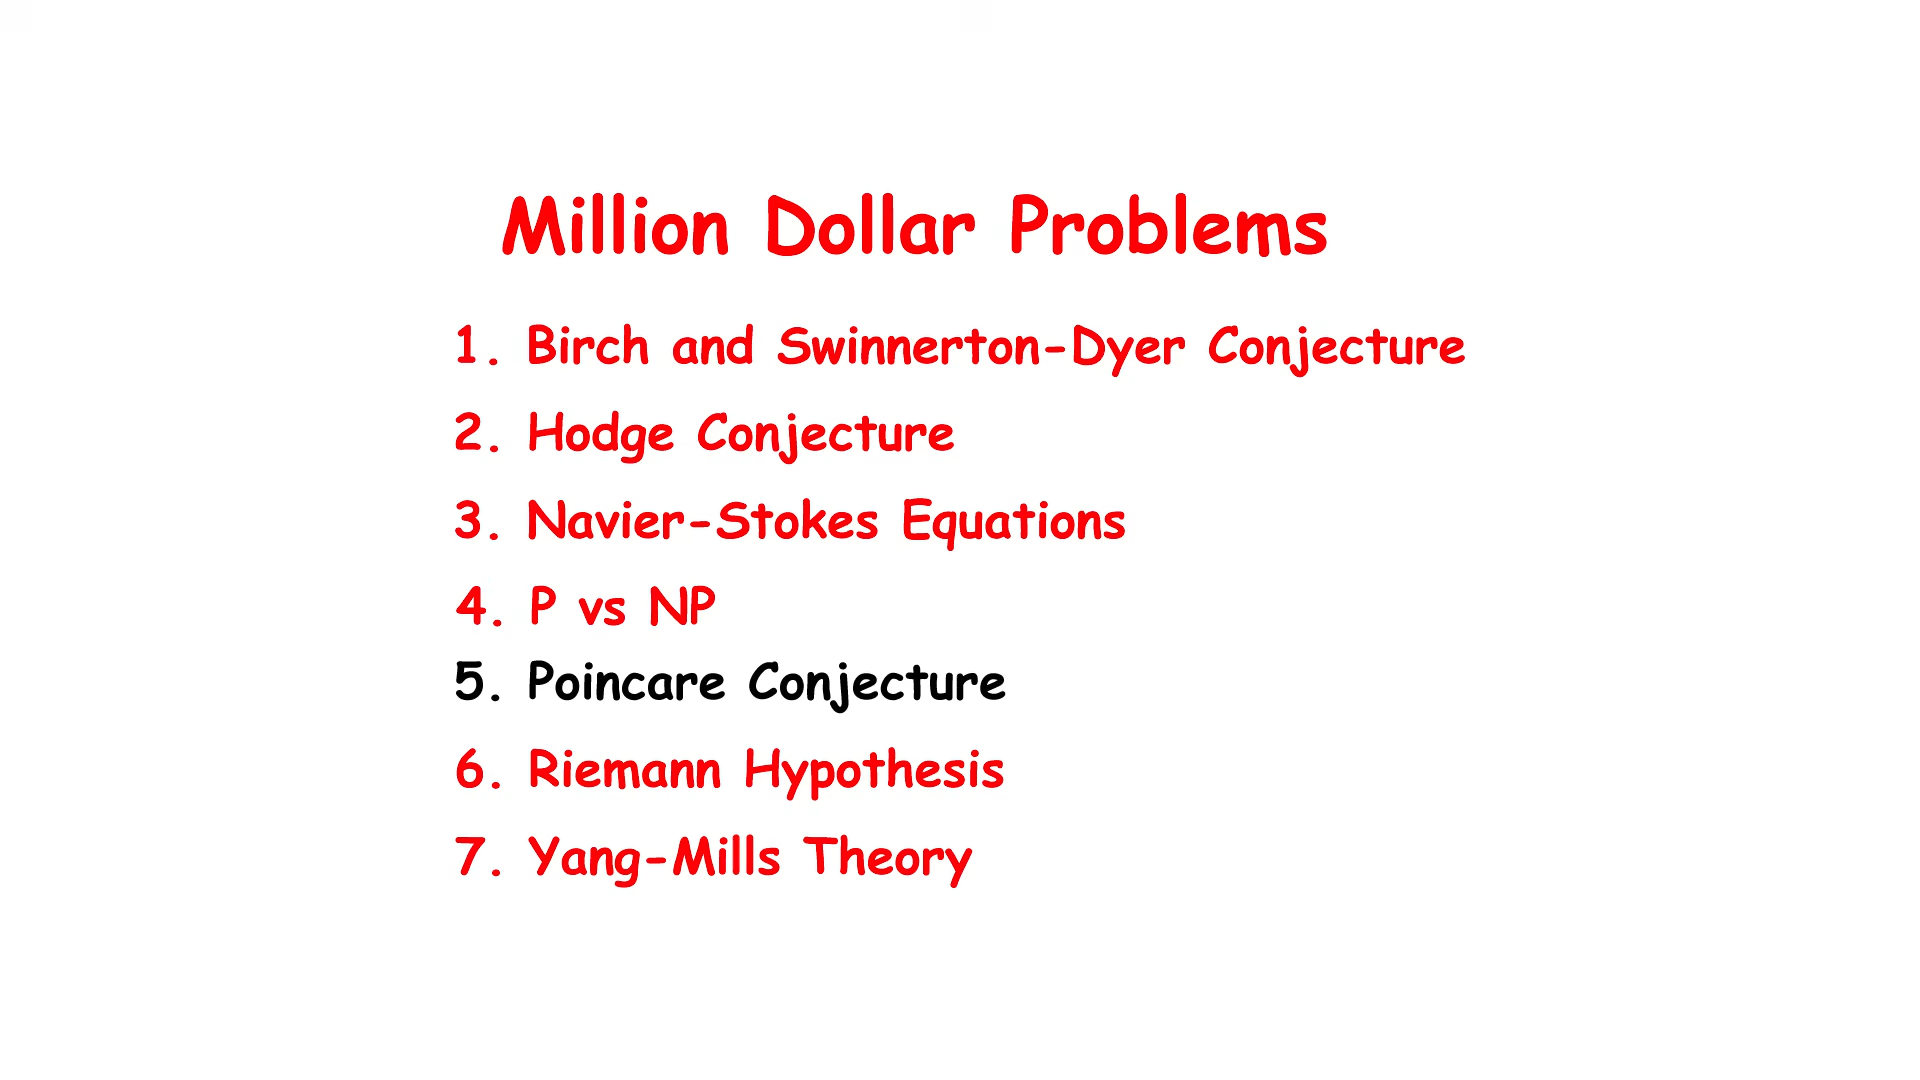 Million Dollar Problems
1. Birch and Swinnerton-Dyer Conjecture
2. Hodge Conjecture
3. Navier-Stokes Equations
4. P vs NP
5. Poincare Conjecture
6. Riemann Hypothesis
7. Yang-Mills Theory